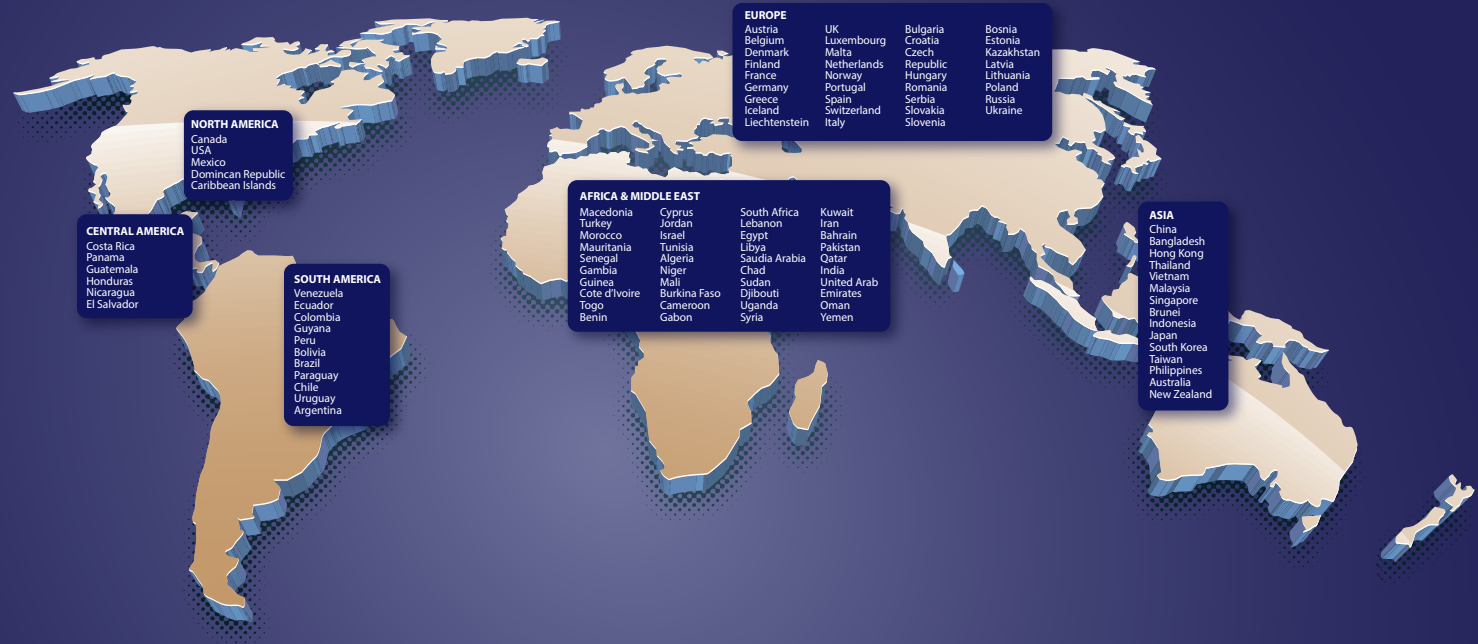 EUROPE
Austria
Belgium
Denmark
Finland
France
Germany
Greece
Iceland
Liechtenstein
UK
Luxembourg
Malta
Netherlands
Norway
Portugal
Spain
Switzerland
Italy
Bulgaria
Croatia
Czech
Republic
Hungary
Romania
Serbia
Slovakia
Slovenia
Bosnia
Estonia
Kazakhstan
Latvia
Lithuania
Poland
Russia
Ukraine
NORTH AMERICA
Canada
USA
Mexico
Domincan Republic
Caribbean Islands
CENTRAL AMERICA
Costa Rica
Panama
Guatemala
Honduras
Nicaragua
El Salvador
SOUTH AMERICA
Venezuela
Ecuador
Colombia
Guyana
Peru
Bolivia
Brazil
Paraguay
Chile
Uruguay
Argentina
AFRICA & MIDDLE EAST
Macedonia
Turkey
Morocco
Mauritania
Senegal
Gambia
Guinea
Cote d'Ivoire
Togo
Benin
Cyprus
Jordan
Israel
Tunisia
Algeria
Niger
Mali
Burkina Faso
Cameroon
Gabon
South Africa
Lebanon
Egypt
Libya
Saudia Arabia
Chad
Sudan
Djibouti
Uganda
Syria
Kuwait
Iran
Bahrain
Pakistan
Qatar
India
United Arab
Emirates
Oman
Yemen
ASIA
China
Bangladesh
Hong Kong
Thailand
Vietnam
Malaysia
Singapore
Brunei
Indonesia
Japan
South Korea
Taiwan
Philippines
Australia
New Zealand